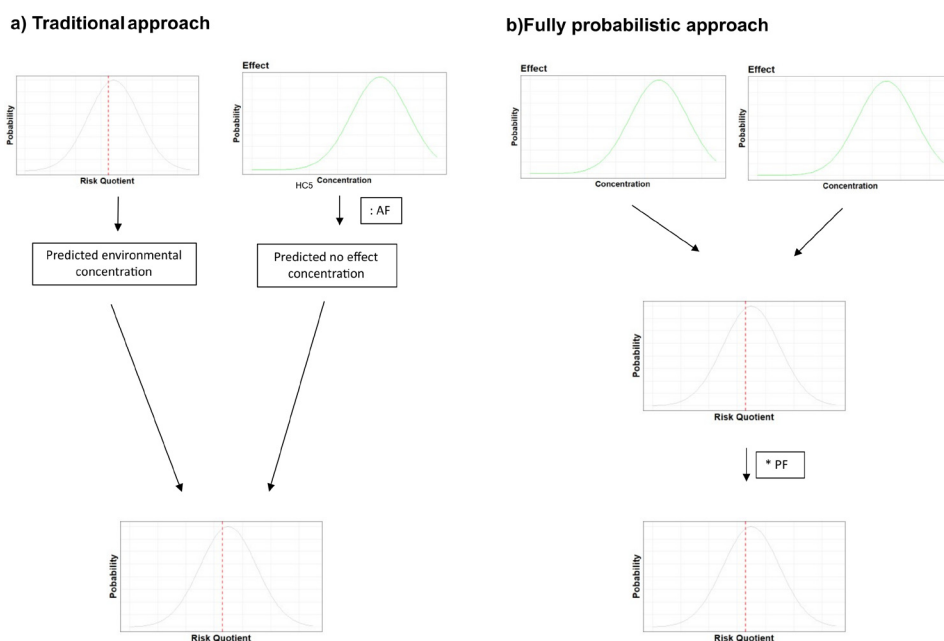 a) Traditional approach
Pobability
Risk Quotient
Effect
Pobability
Concentration
HC5
: AF
Predicted environmental
concentration
Predicted no effect
concentration
Pobability
Risk Quotient
b)Fully probabilistic approach
Effect
Pobability
Concentration
Effect
Pobability
Concentration
Pobability
Risk Quotient
* PF
Pobability
Risk Quotient